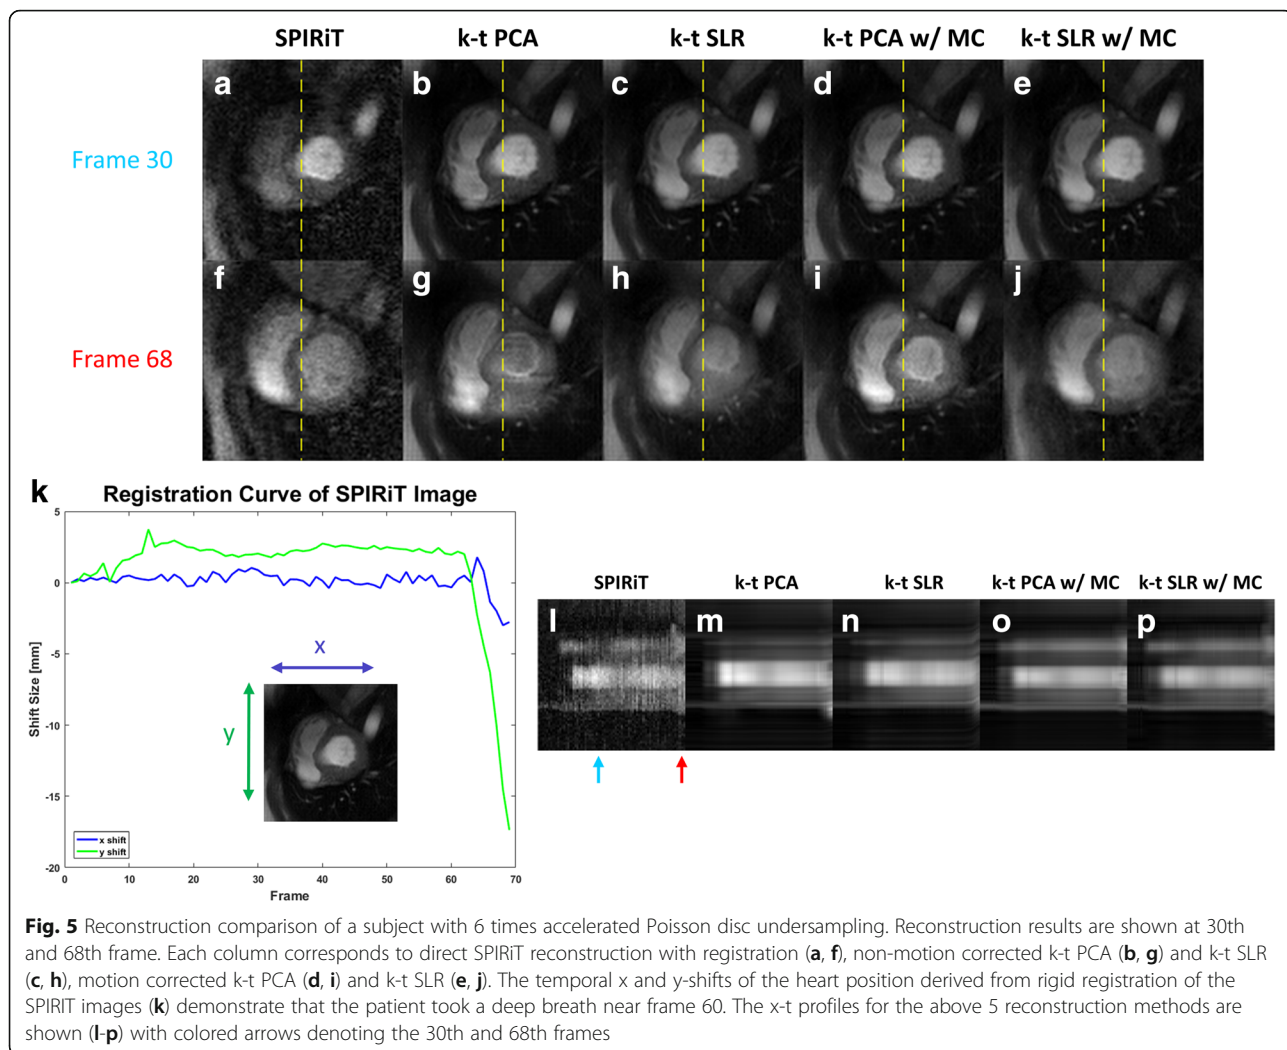 SPIRiT k-t PCA k-t SLR k-t PCA w/ MC k-t SLR w/ MC
a b c d e
Frame 30
f g h i j
Frame 68
k Registration Curve of SPIRiT Image
5
0
-5
-10
-15
-20
Shift Size [mm]
x
y
x shift
y shift
0 10 20 30 40 50 60 70
Frame
SPIRiT k-t PCA k-t SLR k-t PCA w/ MC k-t SLR w/ MC
l m n o p
Fig. 5 Reconstruction comparison of a subject with 6 times accelerated Poisson disc undersampling. Reconstruction results are shown at 30th
and 68th frame. Each column corresponds to direct SPIRiT reconstruction with registration (a, f), non-motion corrected k-t PCA (b, g) and k-t SLR
(c, h), motion corrected k-t PCA (d, i) and k-t SLR (e, j). The temporal x and y-shifts of the heart position derived from rigid registration of the
SPIRIT images (k) demonstrate that the patient took a deep breath near frame 60. The x-t profiles for the above 5 reconstruction methods are
shown (l-p) with colored arrows denoting the 30th and 68th frames